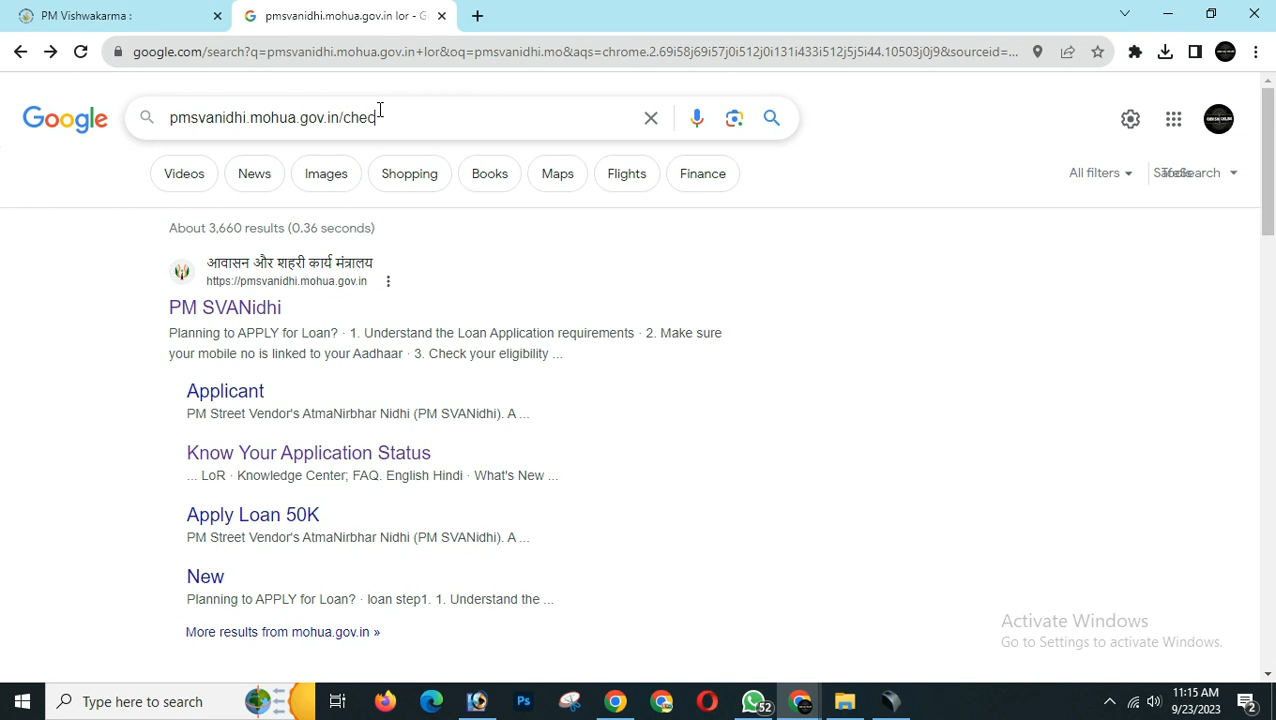 PM Vishwakarma :
pmsvanidhi.mohua.gov.in lor - G
google.com/search?q=pmsvanidhi.mohua.gov.in+lor&oq=pmsvanidhi.mo&aqs=chrome.2.69i58j69i57j0i512j0i131i433i512j5j5i44.10503j0j9&sourceid=...
Google
pmsvanidhi.mohua.gov.in/chec
Videos News Images Shopping Books Maps Flights Finance
All filters SafeSearch Tools
About 3,660 results (0.36 seconds)
आवासन और शहरी कार्य मंत्रालय
https://pmsvanidhi.mohua.gov.in
PM SVANidhi
Planning to APPLY for Loan? · 1. Understand the Loan Application requirements · 2. Make sure
your mobile no is linked to your Aadhaar · 3. Check your eligibility ...
Applicant
PM Street Vendor's AtmaNirbhar Nidhi (PM SVANidhi). A ...
Know Your Application Status
... LoR · Knowledge Center; FAQ. English Hindi · What's New ...
Apply Loan 50K
PM Street Vendor's AtmaNirbhar Nidhi (PM SVANidhi). A ...
New
Planning to APPLY for Loan? · loan step1. 1. Understand the ...
More results from mohua.gov.in »
Activate Windows
Go to Settings to activate Windows.
Type here to search
Ps
52
11:15 AM
9/23/2023
2